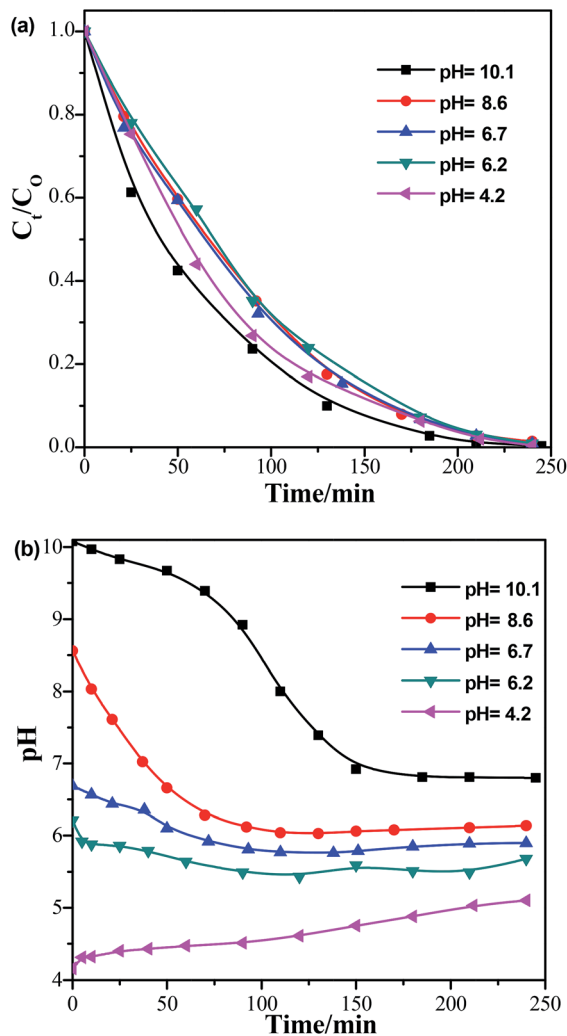 (a)
1.0
0.8
0.6
0.4
0.2
0.0
Ct/CO
0
50
100
150
200
250
Time/min
pH= 10.1
pH= 8.6
pH= 6.7
pH= 6.2
pH= 4.2
(b)
10
9
8
7
6
5
4
pH
0
50
100
150
200
250
Time/min
pH= 10.1
pH= 8.6
pH= 6.7
pH= 6.2
pH= 4.2